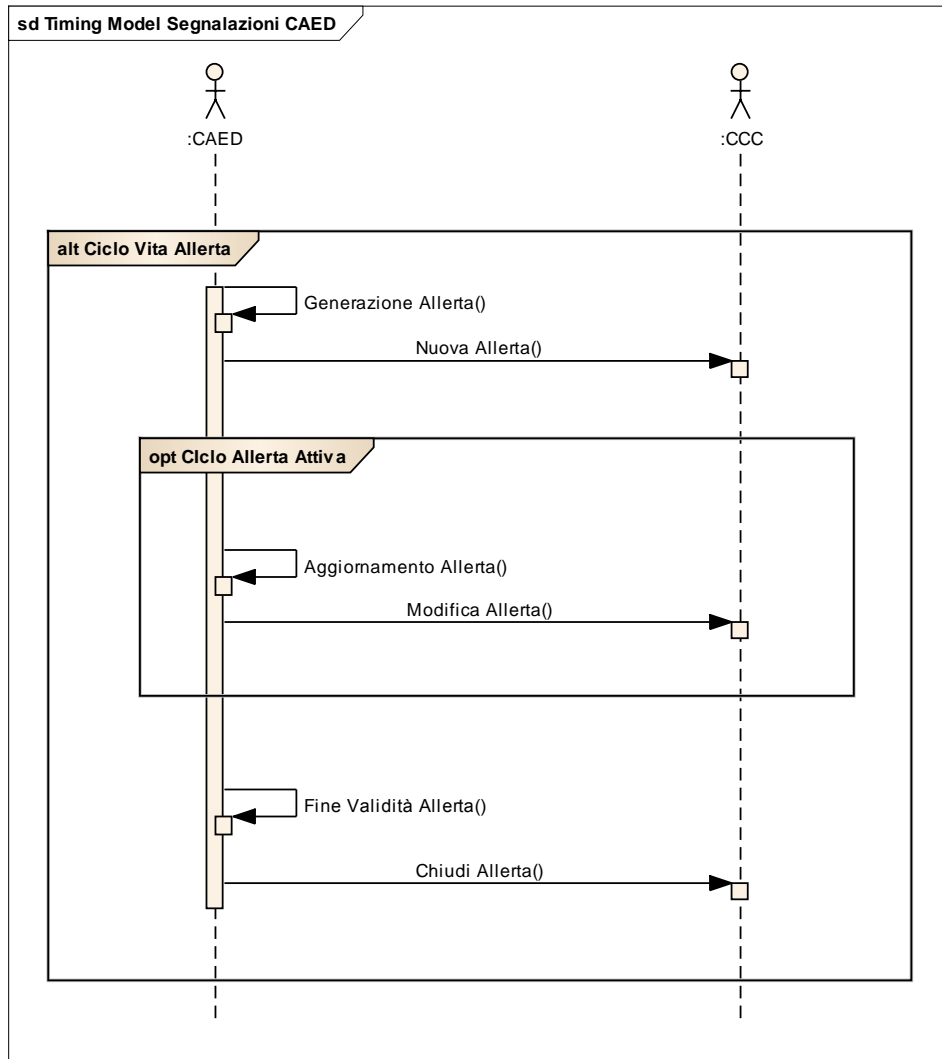 sd Timing Model Segnalazioni CAED
:CAED
:CCC
alt Ciclo Vita Allerta
Generazione Allerta()
Nuova Allerta()
opt CIclo Allerta Attiva
Aggiornamento Allerta()
Modifica Allerta()
Fine Validità Allerta()
Chiudi Allerta()